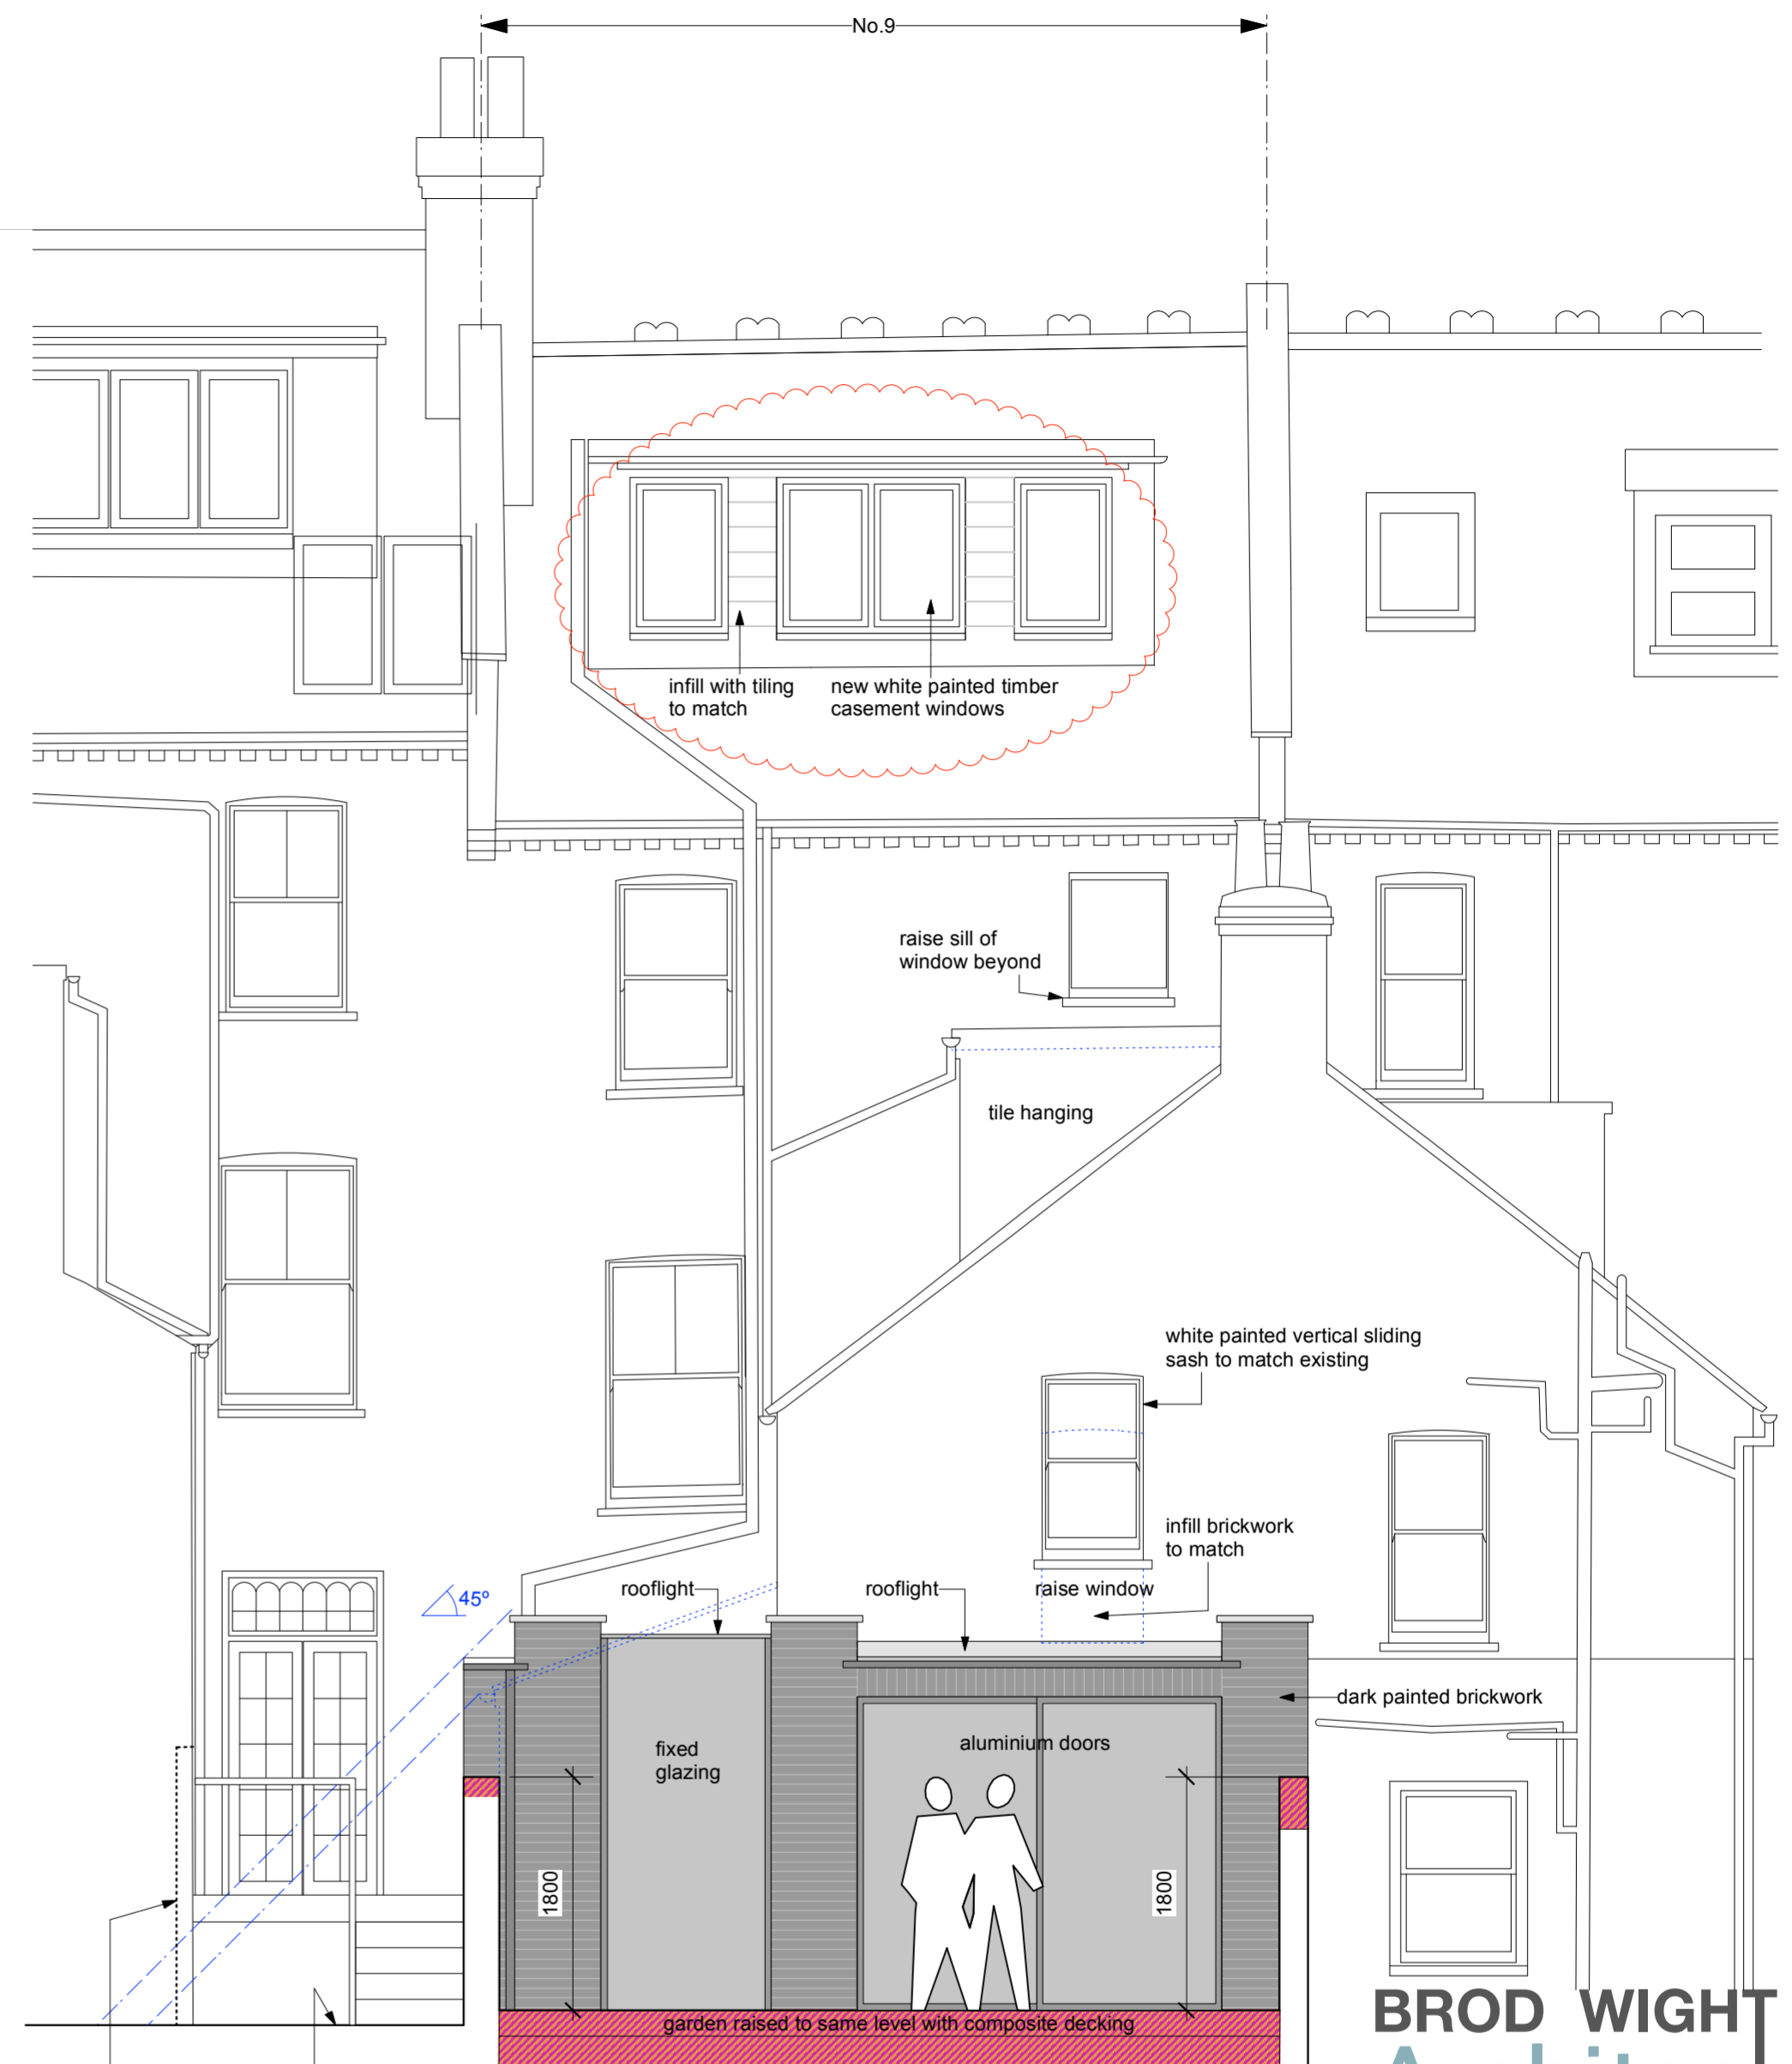 No.9
infill with tiling
to match
new white painted timber
casement windows
raise sill of
window beyond
tile hanging
white painted vertical sliding
sash to match existing
infill brickwork
to match
raise window
45º
rooflight
rooflight
dark painted brickwork
fixed
glazing
aluminium doors
1800
1800
garden raised to same level with composite decking
BROD WIGHT